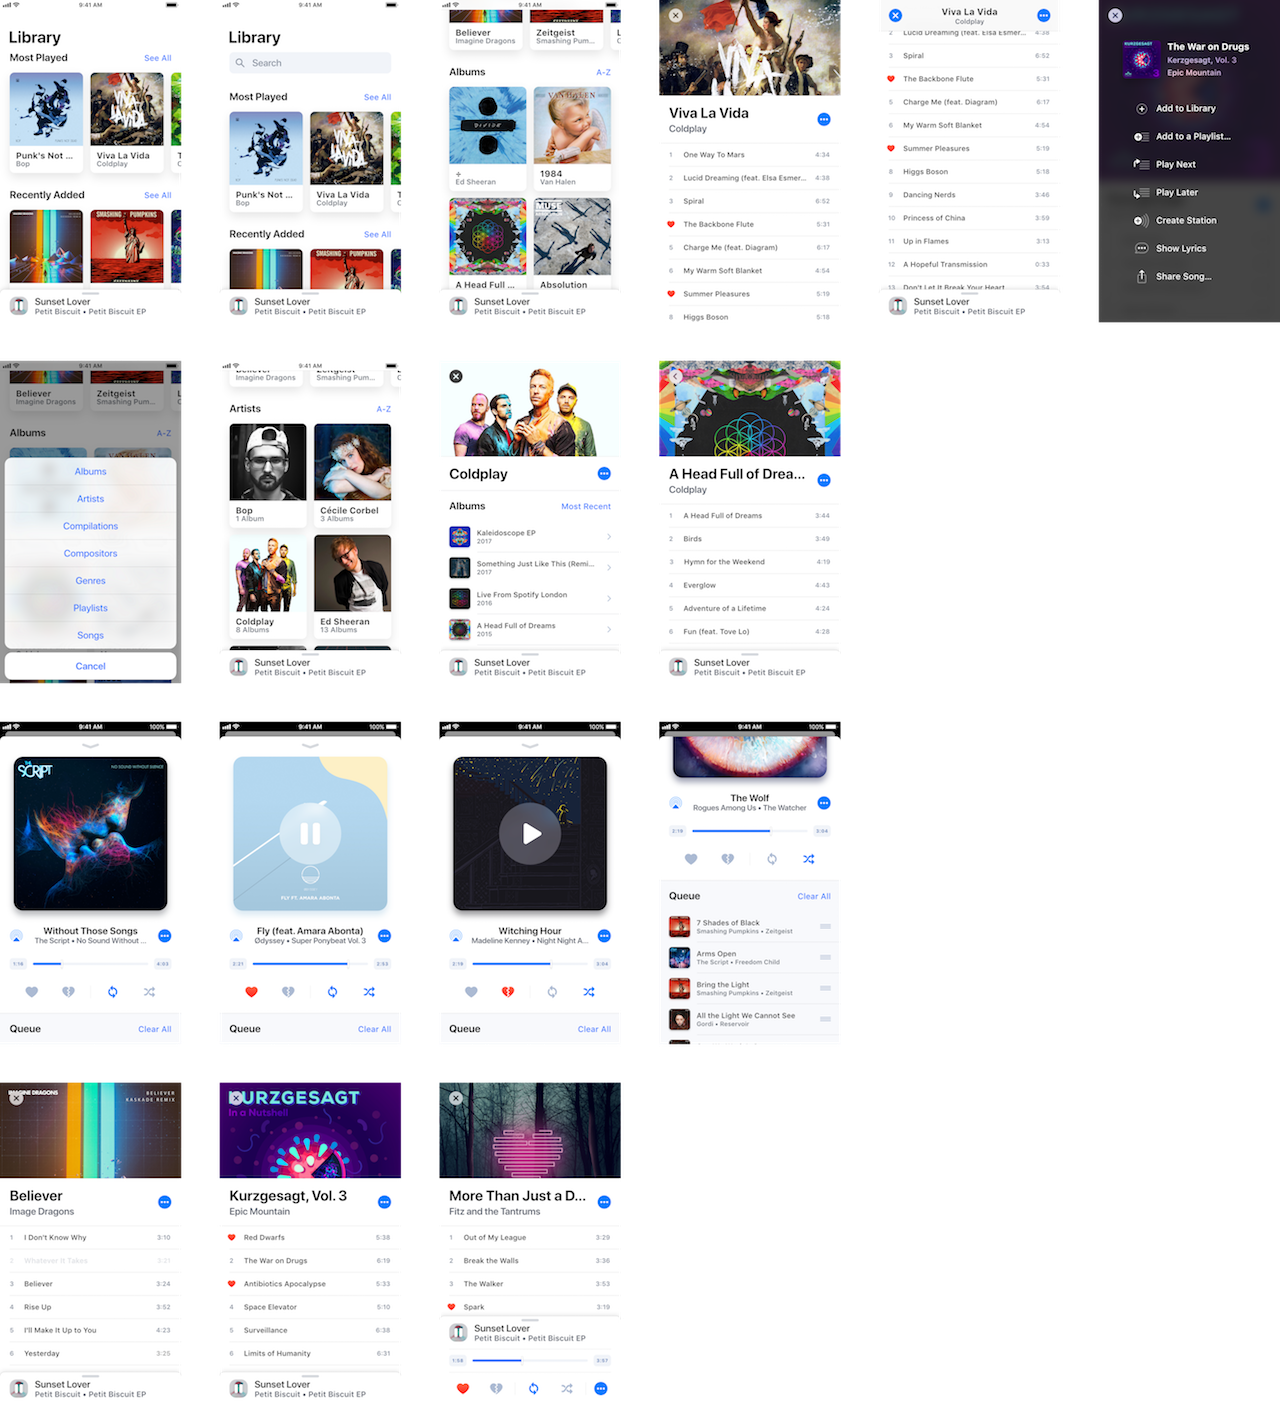 9:41 AM
Library
Most Played
See All
Punk's Not ...
Bop
Viva La Vida
Coldplay
T
C
Recently Added
See All
SMASHING PUMPKINS
Sunset Lover
Petit Biscuit • Petit Biscuit EP
9:41 AM
Library
Search
Most Played
See All
Punk's Not ...
Bop
Viva La Vida
Coldplay
T
C
Recently Added
See All
SMASHING PUMPKINS
Sunset Lover
Petit Biscuit • Petit Biscuit EP
9:41 AM
Believer
Imagine Dragons
Zeitgeist
Smashing Pum...
L
C
Albums
A-Z
DIVIDE
÷
Ed Sheeran
VAN HALEN
1984
Van Halen
MUSE
A Head Full ...
Absolution
Sunset Lover
Petit Biscuit • Petit Biscuit EP
VIVA
Viva La Vida
Coldplay
1 One Way To Mars 4:34
2 Lucid Dreaming (feat. Elsa Esmer... 4:38
3 Spiral 6:52
The Backbone Flute 5:31
5 Charge Me (feat. Diagram) 6:17
6 My Warm Soft Blanket 4:54
Summer Pleasures 5:19
8 Higgs Boson 5:18
Viva La Vida
Coldplay
2 Lucid Dreaming (feat. Elsa Esmer... 4:38
3 Spiral 6:52
The Backbone Flute 5:31
5 Charge Me (feat. Diagram) 6:17
6 My Warm Soft Blanket 4:54
Summer Pleasures 5:19
8 Higgs Boson 5:18
9 Dancing Nerds 3:46
10 Princess of China 3:59
11 Up in Flames 3:13
12 A Hopeful Transmission 0:33
13 Don't Let It Break Your Heart 3:54
Sunset Lover
Petit Biscuit • Petit Biscuit EP
KURZGESAGT
The War on Drugs
Kerzgesagt, Vol. 3
Epic Mountain
Add to Library
Add to a Playlist...
Play Next
Play Later
Create Station
Show Lyrics
Share Song...
9:41 AM
Believer
Imagine Dragons
Zeitgeist
Smashing Pum...
L
C
Albums
A-Z
Albums
Artists
Compilations
Compositors
Genres
Playlists
Songs
Cancel
9:41 AM
Believer
Imagine Dragons
Zeitgeist
Smashing Pum...
L
C
Artists
A-Z
Bop
1 Album
Cécile Corbel
3 Albums
Coldplay
8 Albums
Ed Sheeran
13 Albums
Sunset Lover
Petit Biscuit • Petit Biscuit EP
Coldplay
Albums
Most Recent
Kaleidoscope EP
2017
Something Just Like This (Remi...
2017
Live From Spotify London
2016
A Head Full of Dreams
2015
Sunset Lover
Petit Biscuit • Petit Biscuit EP
A Head Full of Drea...
Coldplay
1 A Head Full of Dreams 3:44
2 Birds 3:49
3 Hymn for the Weekend 4:19
4 Everglow 4:43
5 Adventure of a Lifetime 4:24
6 Fun (feat. Tove Lo) 4:28
Sunset Lover
Petit Biscuit • Petit Biscuit EP
9:41 AM 100%
the SCRIPT
NO SOUND WITHOUT SILENCE
Without Those Songs
The Script • No Sound Without ...
1:16 4:03
Queue
Clear All
9:41 AM 100%
FLY FT. AMARA ABONTA
Fly (feat. Amara Abonta)
Ødyssey • Super Ponybeat Vol. 3
2:21 2:53
Queue
Clear All
9:41 AM 100%
Witching Hour
Madeline Kenney • Night Night A...
2:19 3:04
Queue
Clear All
9:41 AM 100%
The Wolf
Rogues Among Us • The Watcher
2:19 3:04
Queue
Clear All
7 Shades of Black
Smashing Pumpkins • Zeitgeist
Arms Open
The Script • Freedom Child
Bring the Light
Smashing Pumpkins • Zeitgeist
All the Light We Cannot See
Gordi • Reservoir
IMAGINE DRAGONS
BELIEVER
KASKADE REMIX
Believer
Image Dragons
1 I Don't Know Why 3:10
2 Whatever It Takes 3:21
3 Believer 3:24
4 Rise Up 3:52
5 I'll Make It Up to You 4:23
6 Yesterday 3:25
Sunset Lover
Petit Biscuit • Petit Biscuit EP
KURZGESAGT
In a Nutshell
Kurzgesagt, Vol. 3
Epic Mountain
Red Dwarfs 5:38
2 The War on Drugs 6:19
Antibiotics Apocalypse 5:33
4 Space Elevator 5:10
5 Surveillance 6:38
6 Limits of Humanity 6:31
Sunset Lover
Petit Biscuit • Petit Biscuit EP
More Than Just a D...
Fitz and the Tantrums
1 Out of My League 3:29
2 Break the Walls 3:36
3 The Walker 3:53
Spark 3:19
Sunset Lover
Petit Biscuit • Petit Biscuit EP
1:58 3:57